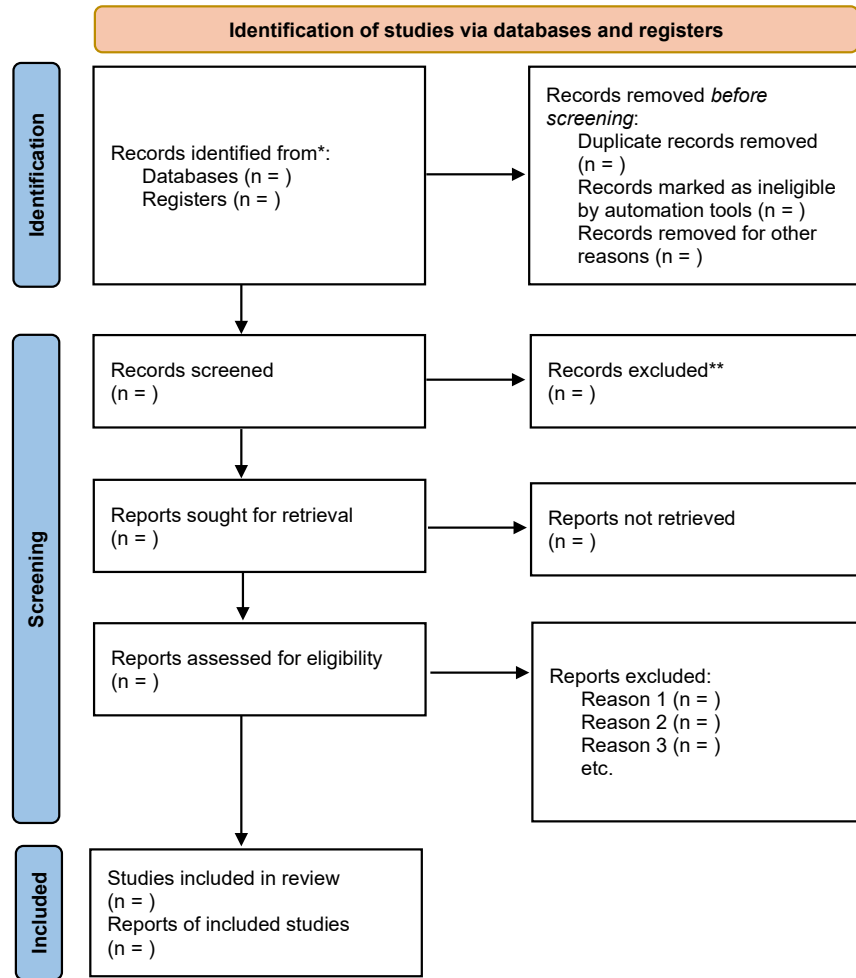 Identification of studies via databases and registers
Identification
Records identified from*:
Databases (n = )
Registers (n = )
Records removed before
screening:
Duplicate records removed
(n = )
Records marked as ineligible
by automation tools (n = )
Records removed for other
reasons (n = )
Screening
Records screened
(n = )
Records excluded**
(n = )
Reports sought for retrieval
(n = )
Reports not retrieved
(n = )
Reports assessed for eligibility
(n = )
Reports excluded:
Reason 1 (n = )
Reason 2 (n = )
Reason 3 (n = )
etc.
Included
Studies included in review
(n = )
Reports of included studies
(n = )